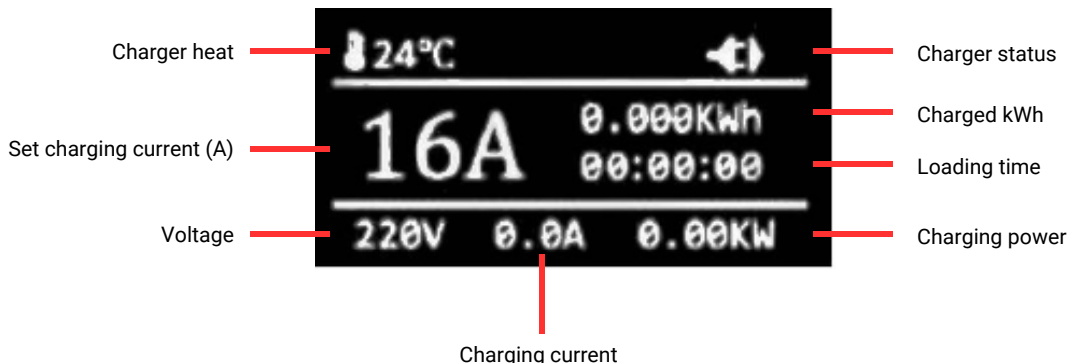 Charger heat
24°C
Charger status
0.000KWh
Charged kWh
Set charging current (A)
16A
00:00:00
Loading time
Voltage
220V 0.0A 0.00KW
Charging power
Charging current